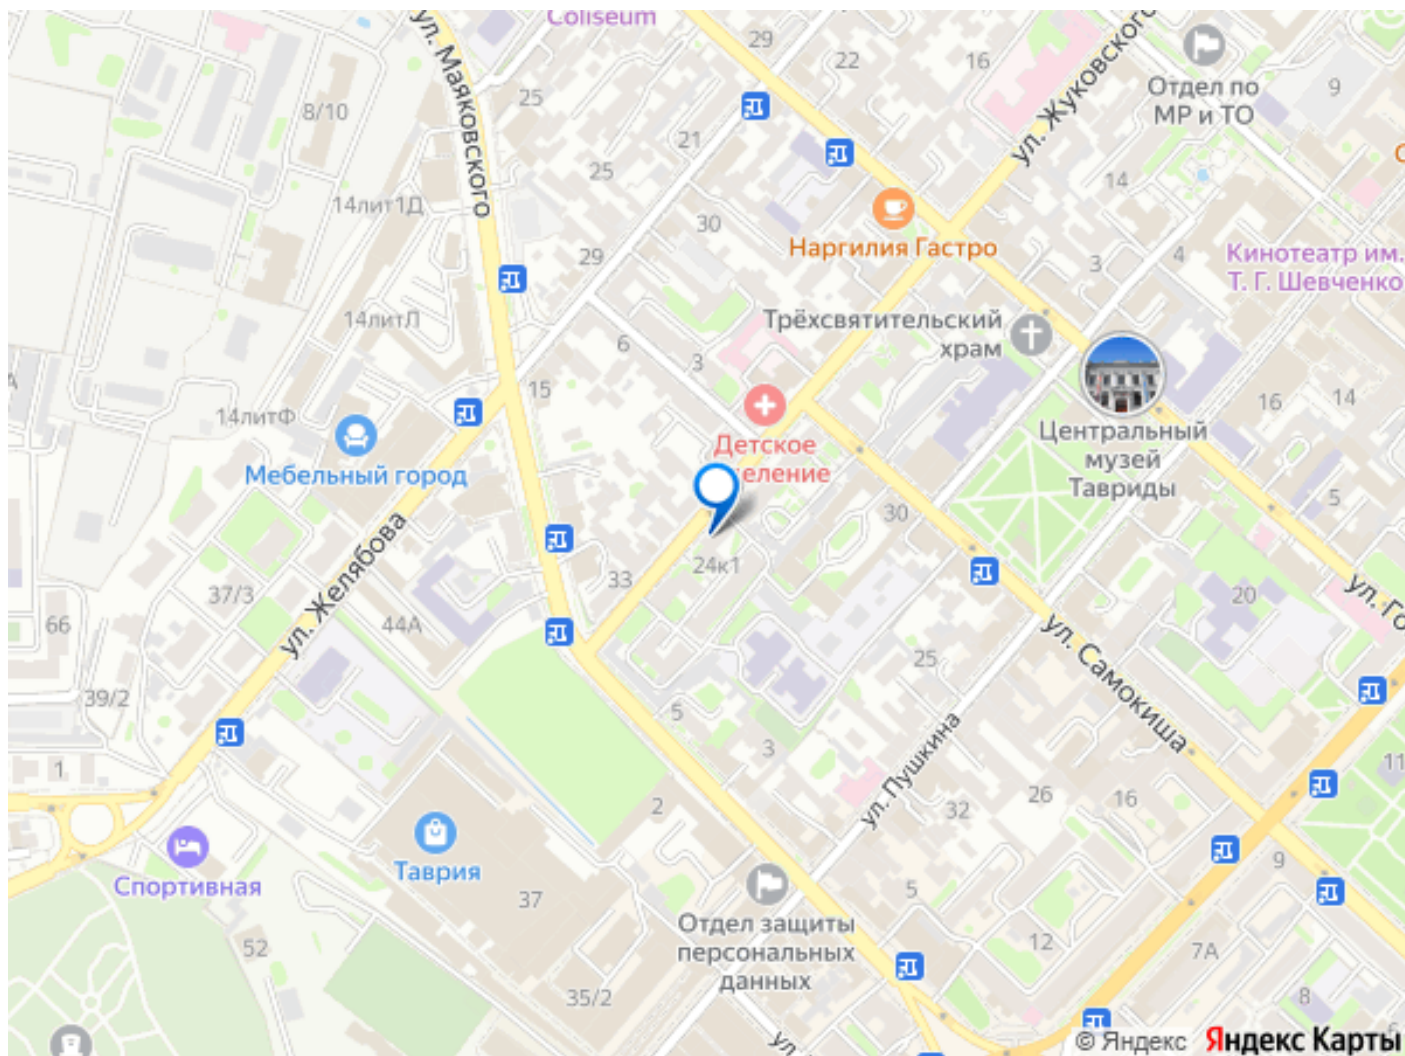 Coliseum
ул. Маяковского
29
22
16
Отдел по
МР и ТО
9
ул. Жуковского
8/10
25
21
25
14
14лит1Д
30
Наргилия Гастро
29
3
4
Кинотеатр им.
Т. Г. Шевченко
14литЛ
6
3
Трёхсвятительский
храм
15
14литФ
Мебельный город
Детское
еление
Центральный
музей
Тавриды
16
14
5
30
24к1
33
ул. Желябова
37/3
44А
66
39/2
20
ул. Го
ул. Самокиша
25
5
3
ул. Пушкина
1
2
32
26
16
11
Спортивная
Таврия
37
9
5
Отдел защиты
персональных
данных
12
7А
52
35/2
8
6
ул.
© Яндекс Яндекс Карты